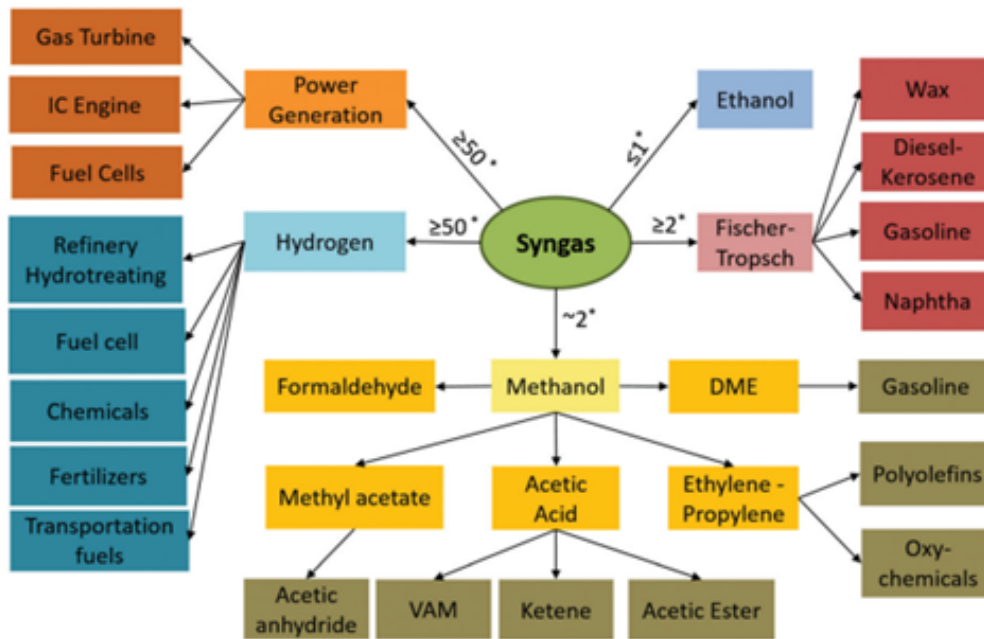 Gas Turbine
IC Engine
Fuel Cells
Power
Generation
≥50*
Ethanol
≤1*
Wax
Diesel-
Kerosene
Gasoline
Naphtha
Fischer-
Tropsch
≥2*
Syngas
≥50*
Hydrogen
Refinery
Hydrotreating
Fuel cell
Chemicals
Fertilizers
Transportation
fuels
~2*
Formaldehyde
Methanol
DME
Gasoline
Methyl acetate
Acetic
Acid
Ethylene -
Propylene
Polyolefins
Oxy-
chemicals
Acetic
anhydride
VAM
Ketene
Acetic Ester